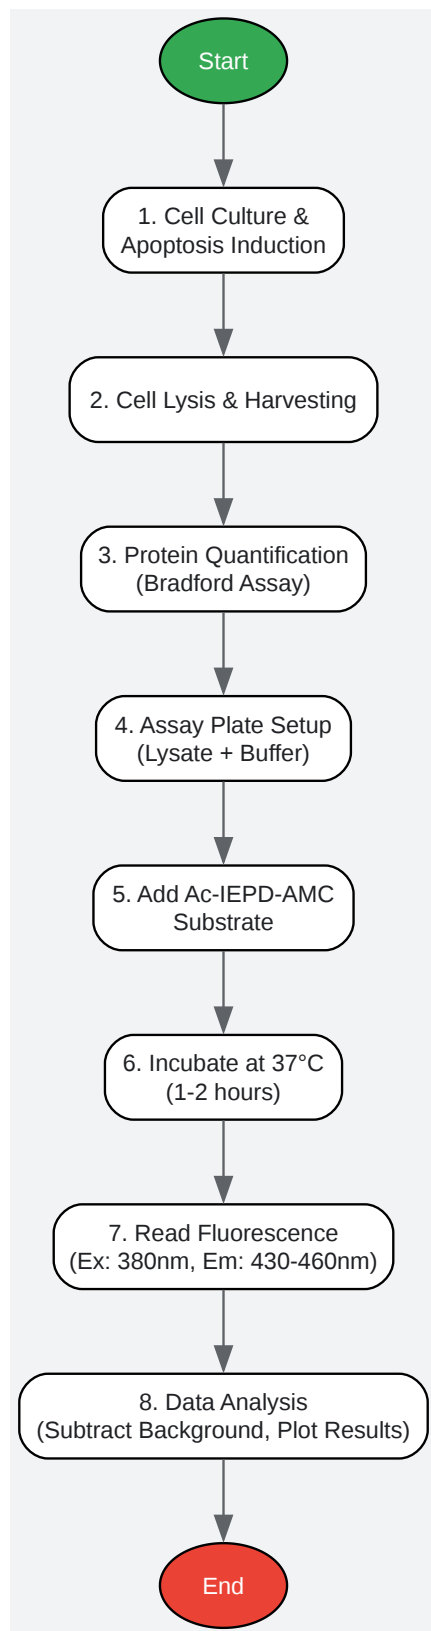 Start
1. Cell Culture &
Apoptosis Induction
2. Cell Lysis & Harvesting
3. Protein Quantification
(Bradford Assay)
4. Assay Plate Setup
(Lysate + Buffer)
5. Add Ac-IEPD-AMC
Substrate
6. Incubate at 37°C
(1-2 hours)
7. Read Fluorescence
(Ex: 380nm, Em: 430-460nm)
8. Data Analysis
(Subtract Background, Plot Results)
End